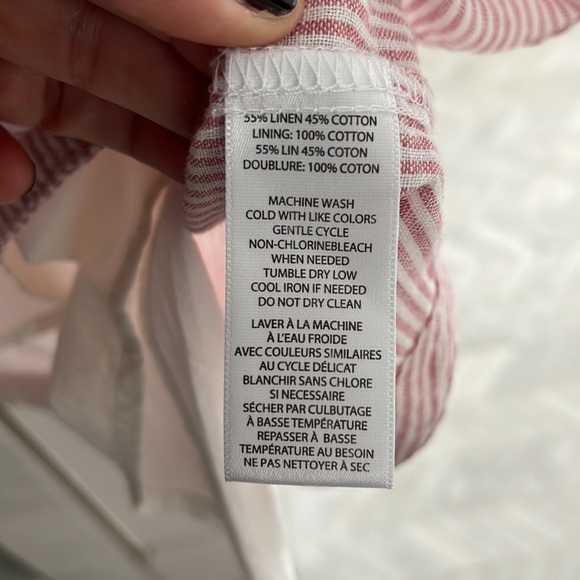 55% LINEN 45% COTTON
LINING: 100% COTTON
55% LIN 45% COTON
DOUBLURE: 100% COTON
MACHINE WASH
COLD WITH LIKE COLORS
GENTLE CYCLE
NON-CHLORINEBLEACH
WHEN NEEDED
TUMBLE DRY LOW
COOL IRON IF NEEDED
DO NOT DRY CLEAN
LAVER À LA MACHINE
À L'EAU FROIDE
AVEC COULEURS SIMILAIRES
AU CYCLE DÉLICAT
BLANCHIR SANS CHLORE
SI NECESSAIRE
SÉCHER PAR CULBUTAGE
À BASSE TEMPÉRATURE
REPASSER À BASSE
TEMPÉRATURE AU BESOIN
NE PAS NETTOYER À SEC